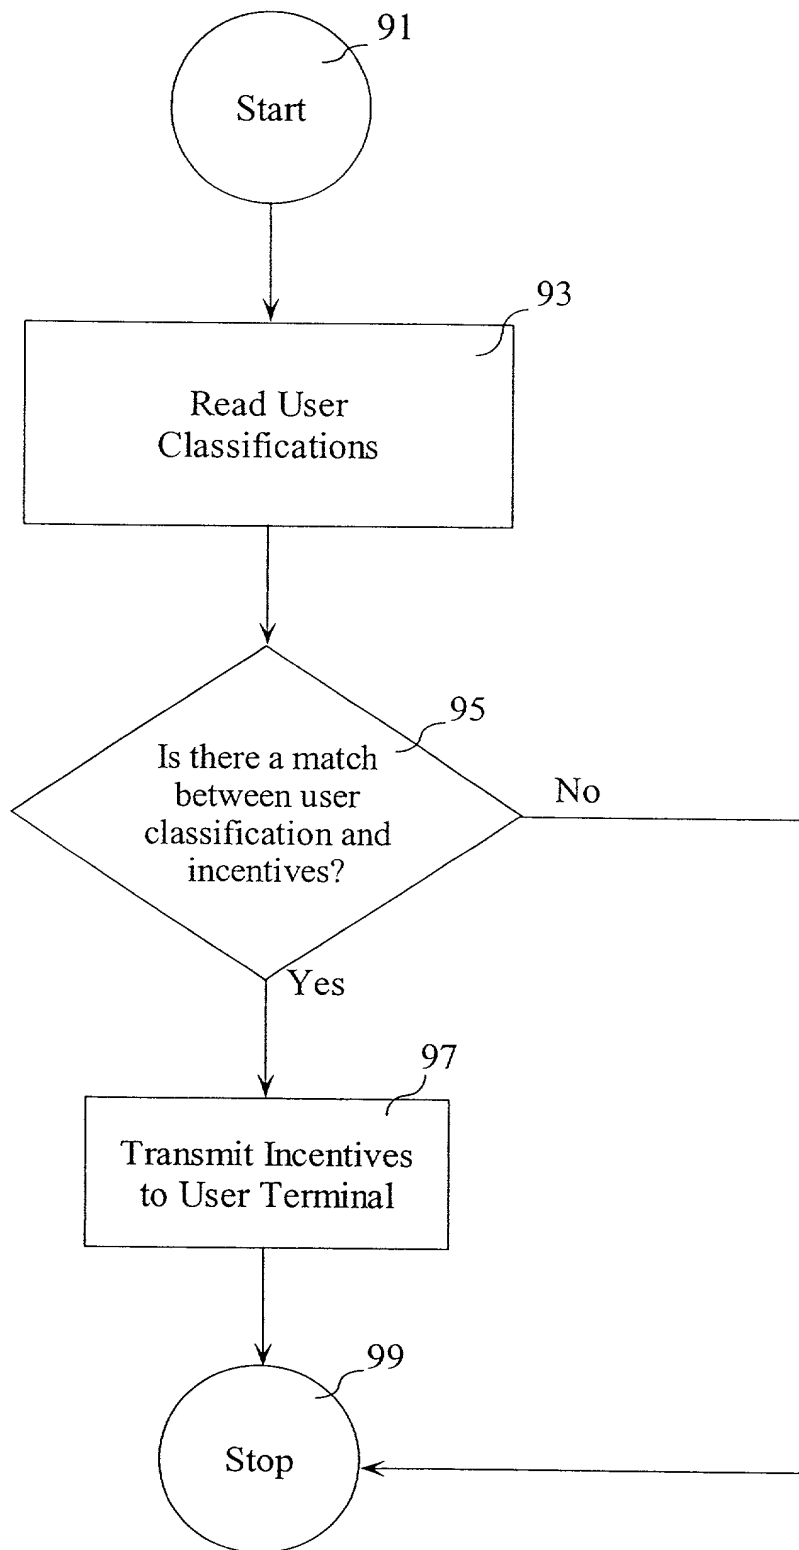 91
Start
93
Read User
Classifications
95
Is there a match
between user
classification and
incentives?
No
Yes
97
Transmit Incentives
to User Terminal
99
Stop